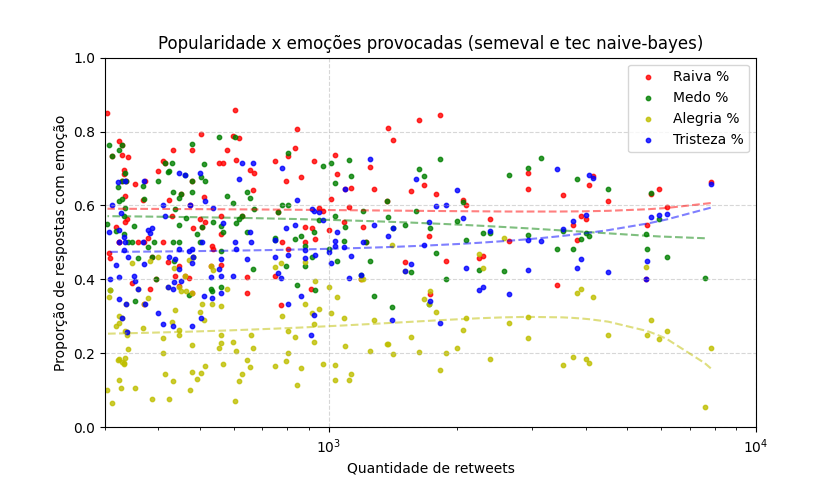 Popularidade x emoções provocadas (semeval e tec naive-bayes)
Raiva %
Medo %
Alegria %
Tristeza %
Proporção de respostas com emoção
1.0
0.8
0.6
0.4
0.2
0.0
10³
10⁴
Quantidade de retweets